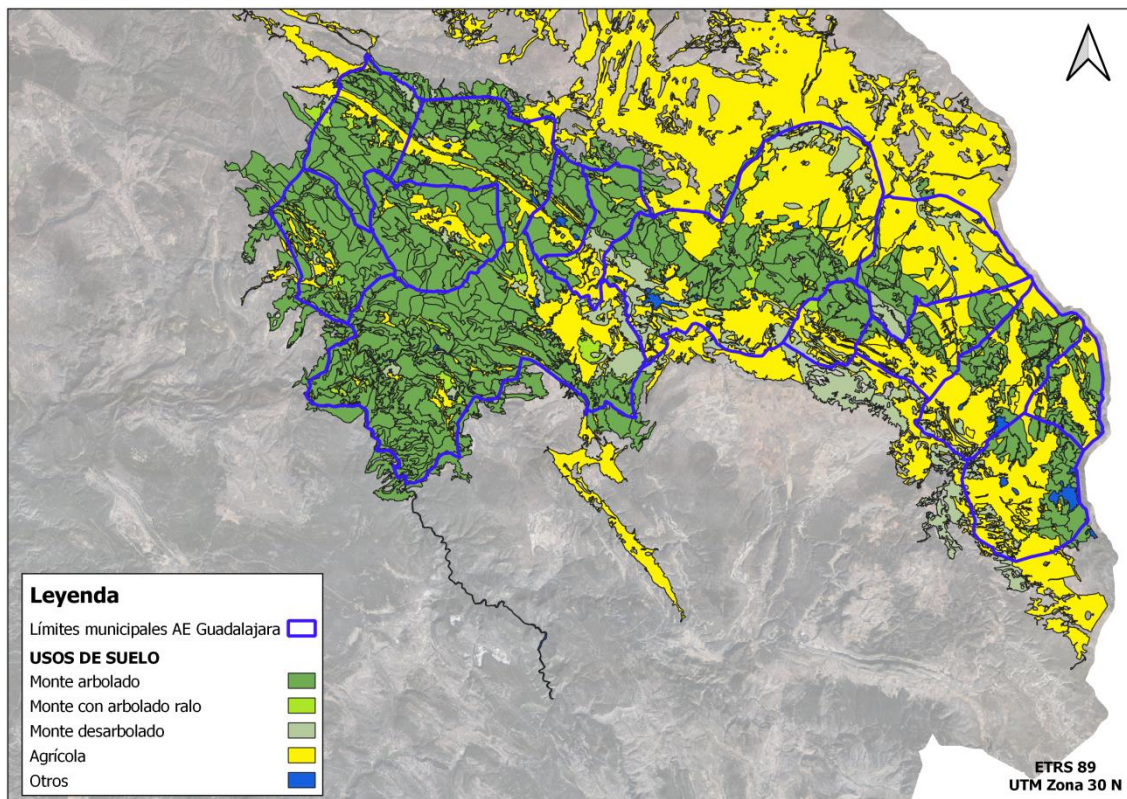 Leyenda
Límites municipales AE Guadalajara
USOS DE SUELO
Monte arbolado
Monte con arbolado ralo
Monte desarbolado
Agrícola
Otros
ETRS 89
UTM Zona 30 N